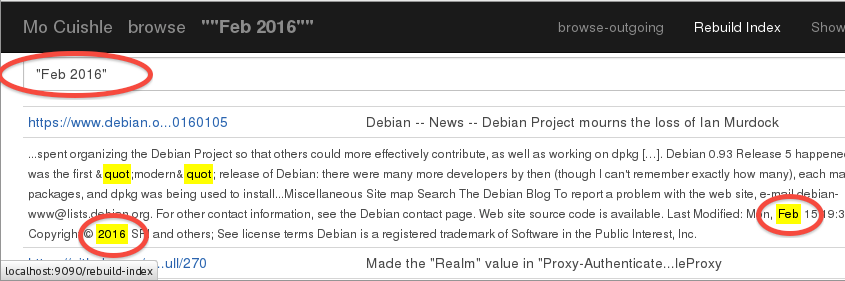 Mo Cuishle browse ""Feb 2016"" browse-outgoing Rebuild Index Show
"Feb 2016"
https://www.debian.o...0160105 Debian -- News -- Debian Project mourns the loss of Ian Murdock
...spent organizing the Debian Project so that others could more effectively contribute, as well as working on dpkg […]. Debian 0.93 Release 5 happene
was the first &quot;modern&quot; release of Debian: there were many more developers by then (though I can't remember exactly how many), each ma
packages, and dpkg was being used to install...Miscellaneous Site map Search The Debian Blog To report a problem with the web site, e-mail debian-
www@lists.debian.org. For other contact information, see the Debian contact page. Web site source code is available. Last Modified: Mon, Feb 15 19:3
Copyright © 2016 SPI and others; See license terms Debian is a registered trademark of Software in the Public Interest, Inc.
...ull/270 Made the "Realm" value in "Proxy-Authenticate...leProxy
localhost:9090/rebuild-index